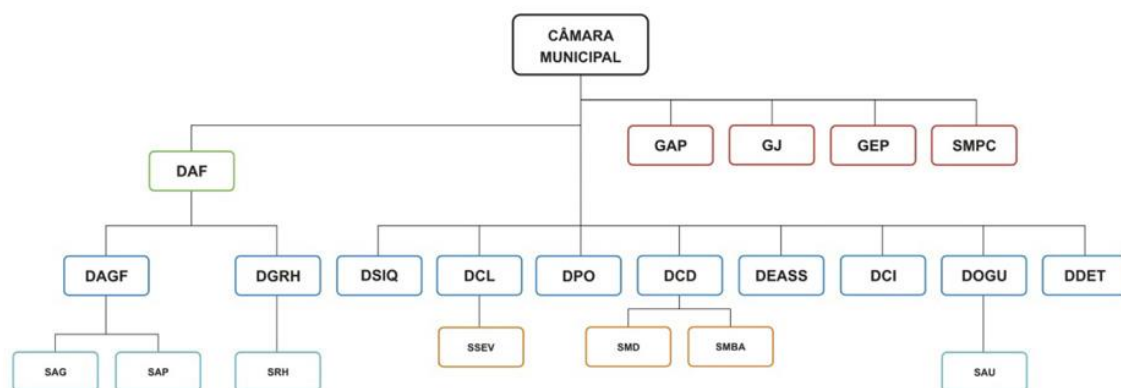 CÂMARA
MUNICIPAL
GAP
GJ
GEP
SMPC
DAF
DAGF
DGRH
DSIQ
DCL
DPO
DCD
DEASS
DCI
DOGU
DDET
SSEV
SMD
SMBA
SAG
SAP
SRH
SAU